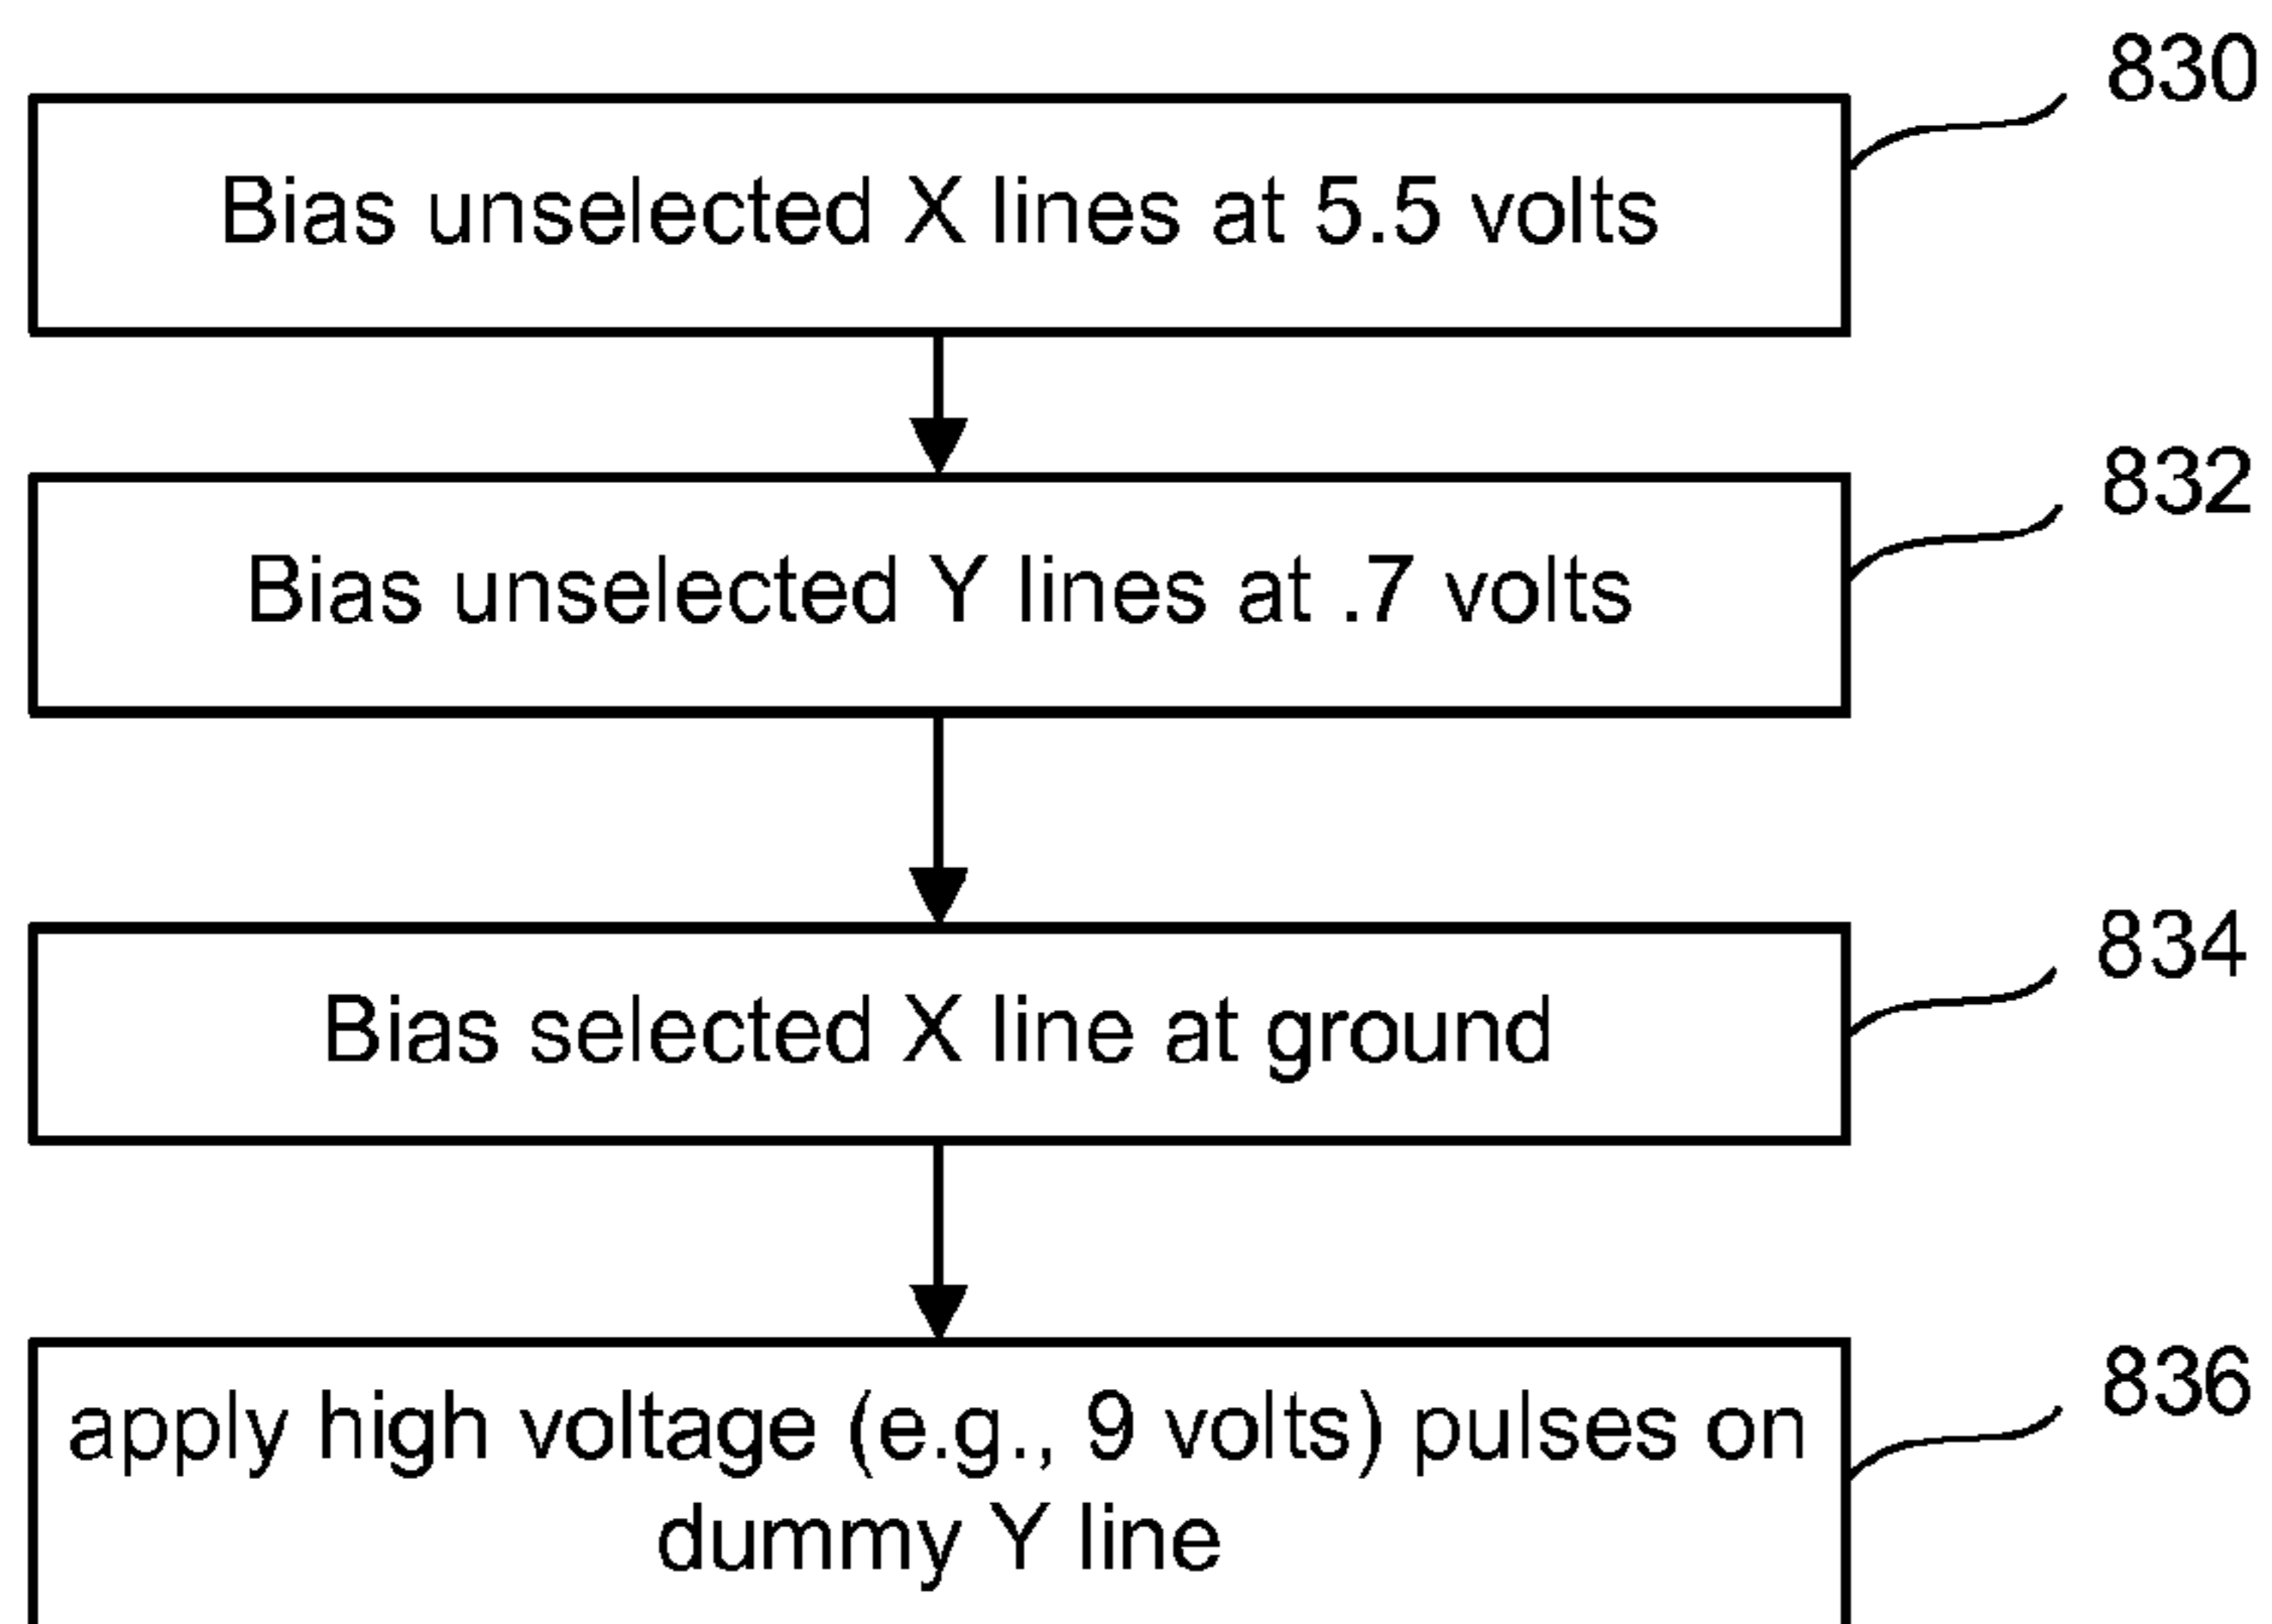 830
Bias unselected X lines at 5.5 volts
832
Bias unselected Y lines at .7 volts
834
Bias selected X line at ground
836
apply high voltage (e.g., 9 volts) pulses on
dummy Y line